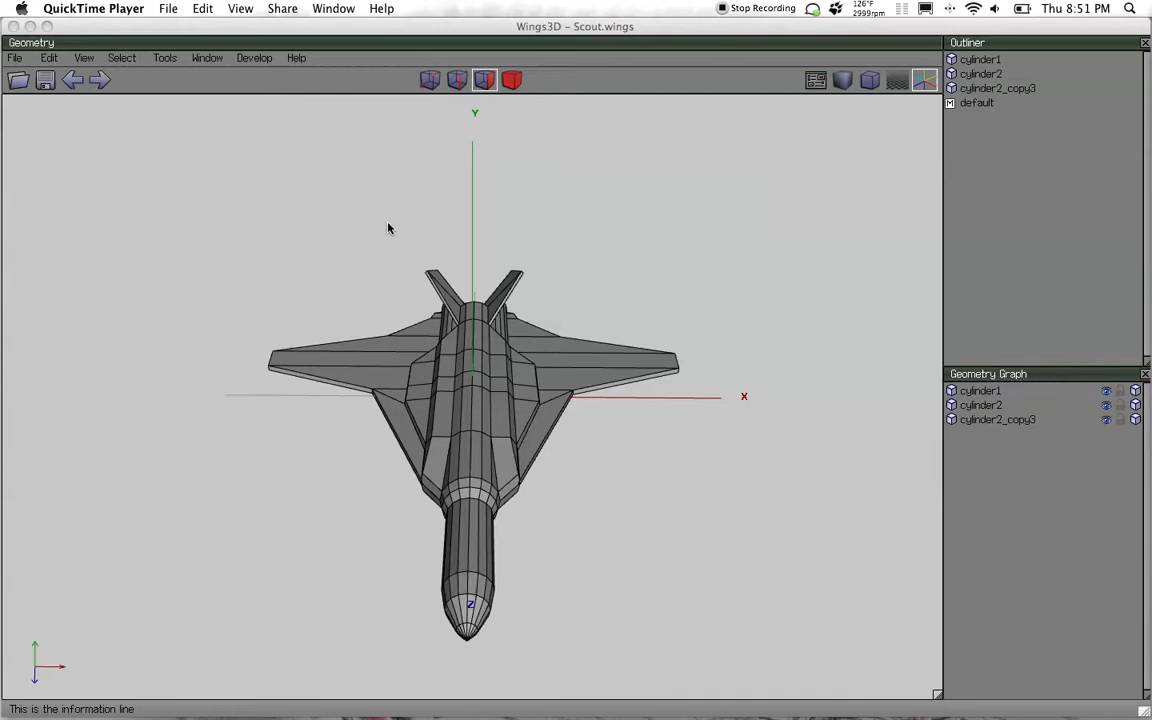 QuickTime Player File Edit View Share Window Help Stop Recording 126°F 2999rpm Thu 8:51 PM
Wings3D - Scout.wings
Geometry
File Edit View Select Tools Window Develop Help
Y
X
Z
This is the information line
Outliner
cylinder1
cylinder2
cylinder2_copy3
M default
Geometry Graph
cylinder1
cylinder2
cylinder2_copy3